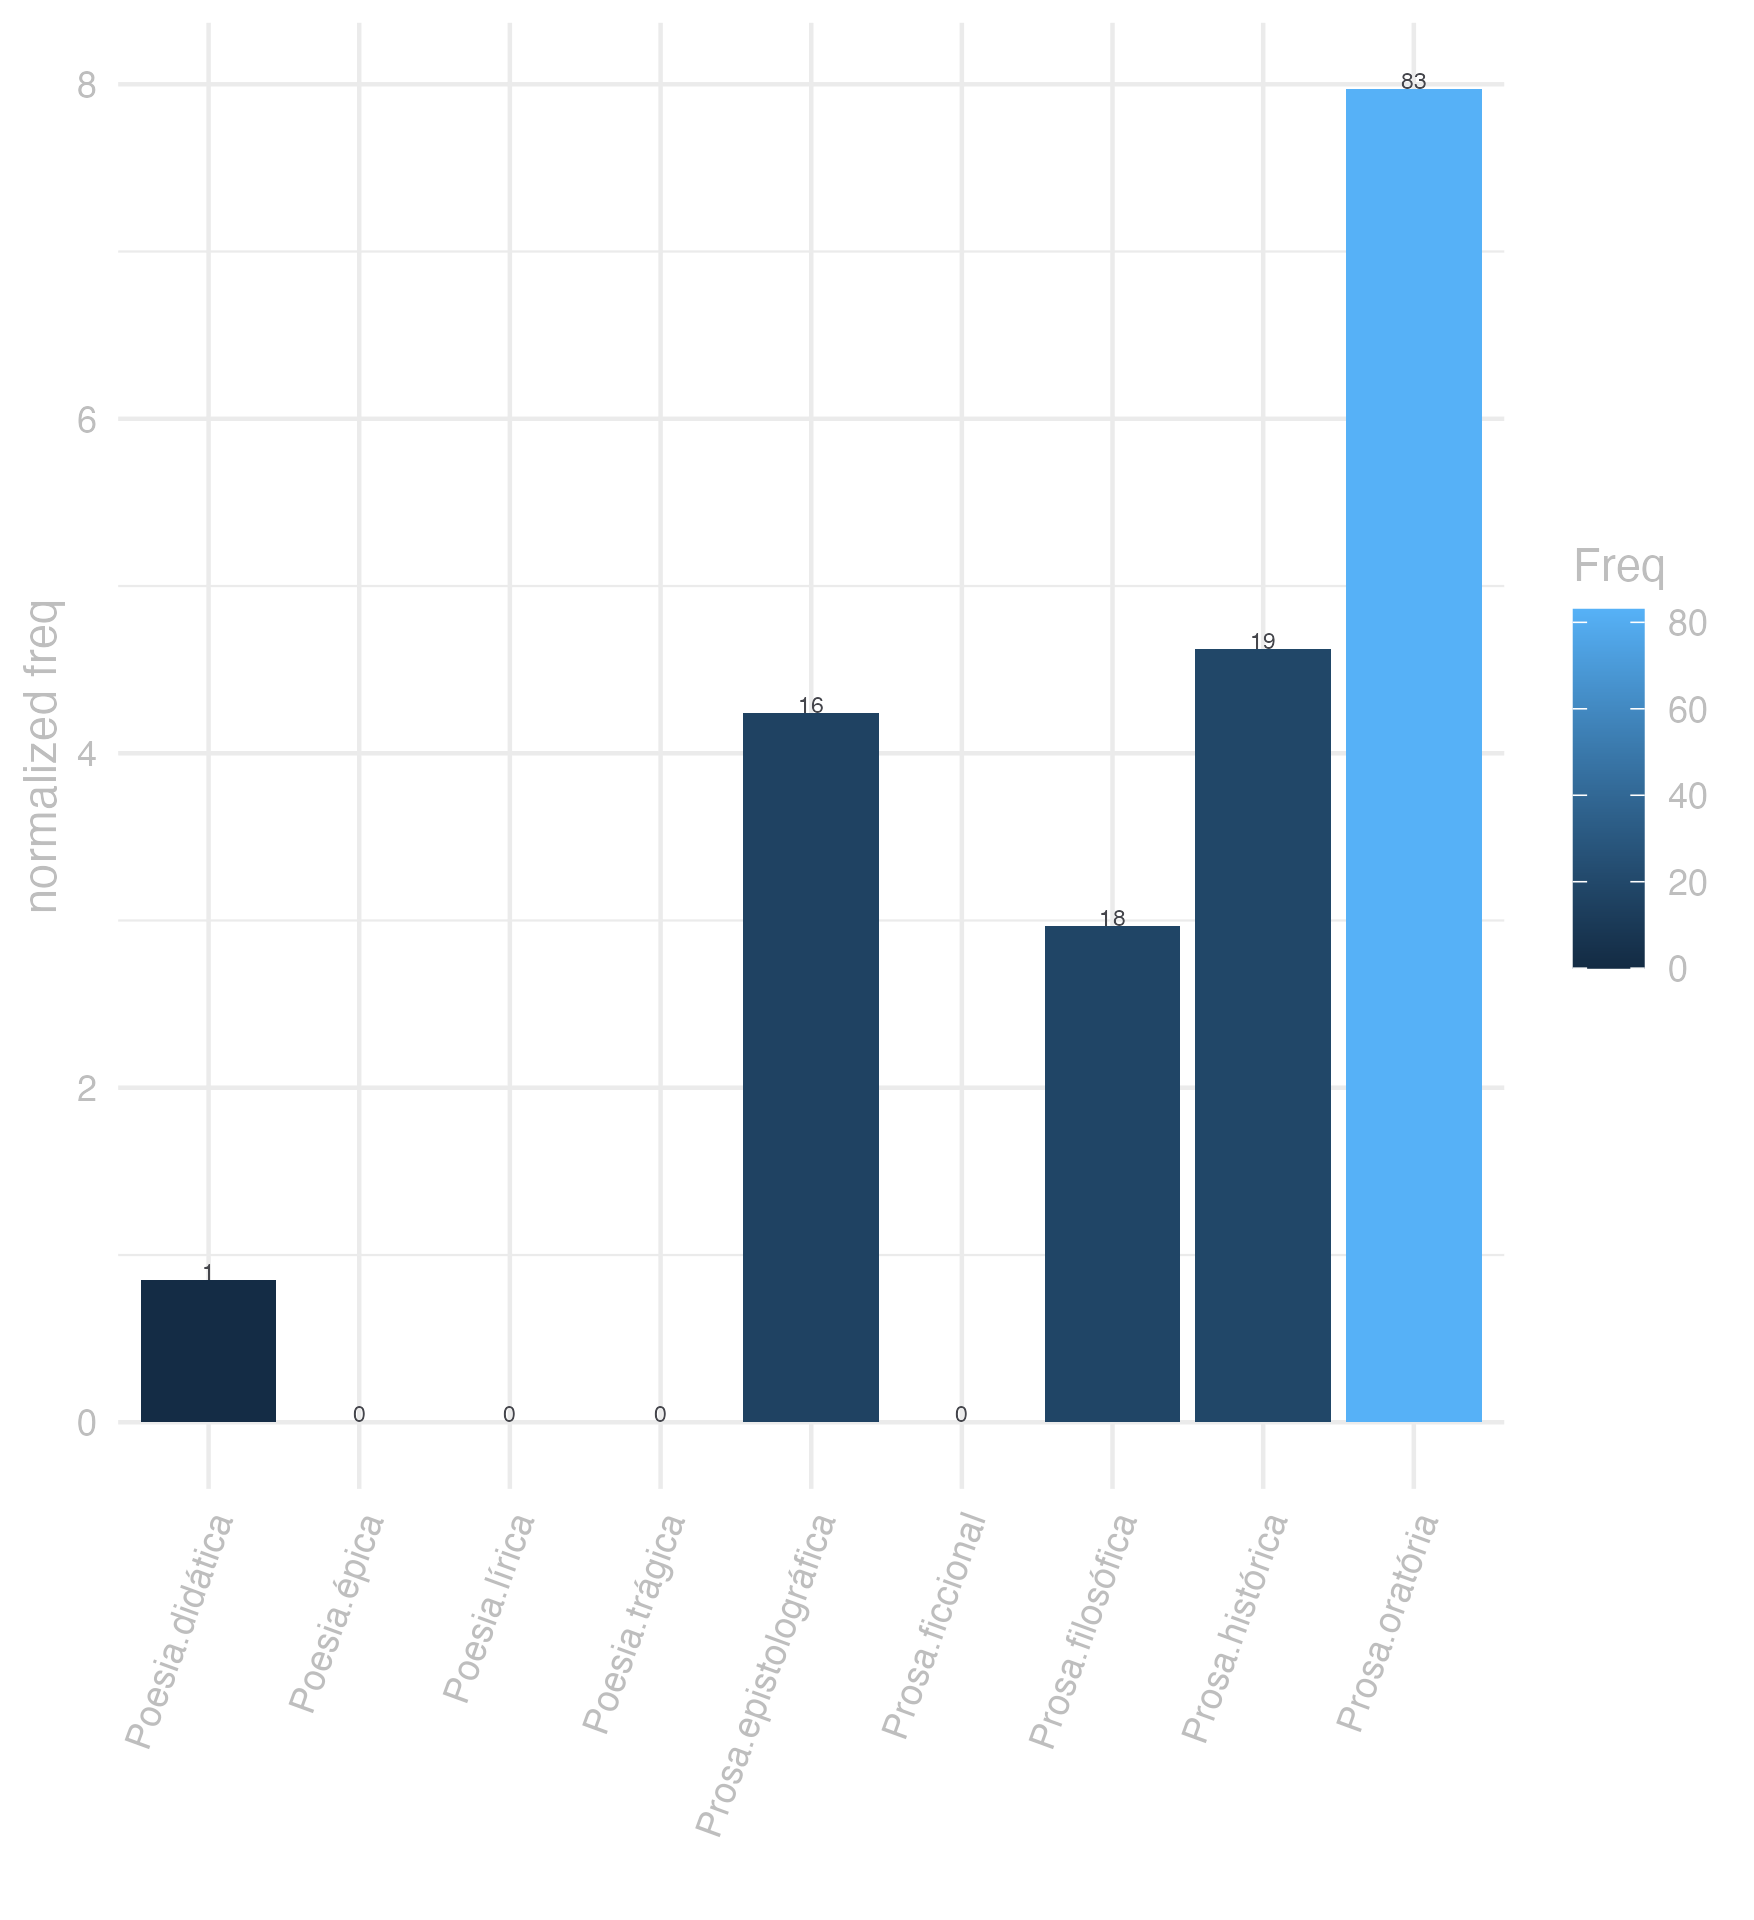 8
6
4
2
0
normalized freq
83
19
16
18
1
0
0
0
0
Poesia.didática
Poesia.épica
Poesia.lírica
Poesia.trágica
Prosa.epistolográfica
Prosa.ficcional
Prosa.filosófica
Prosa.histórica
Prosa.oratória
Freq
80
60
40
20
0